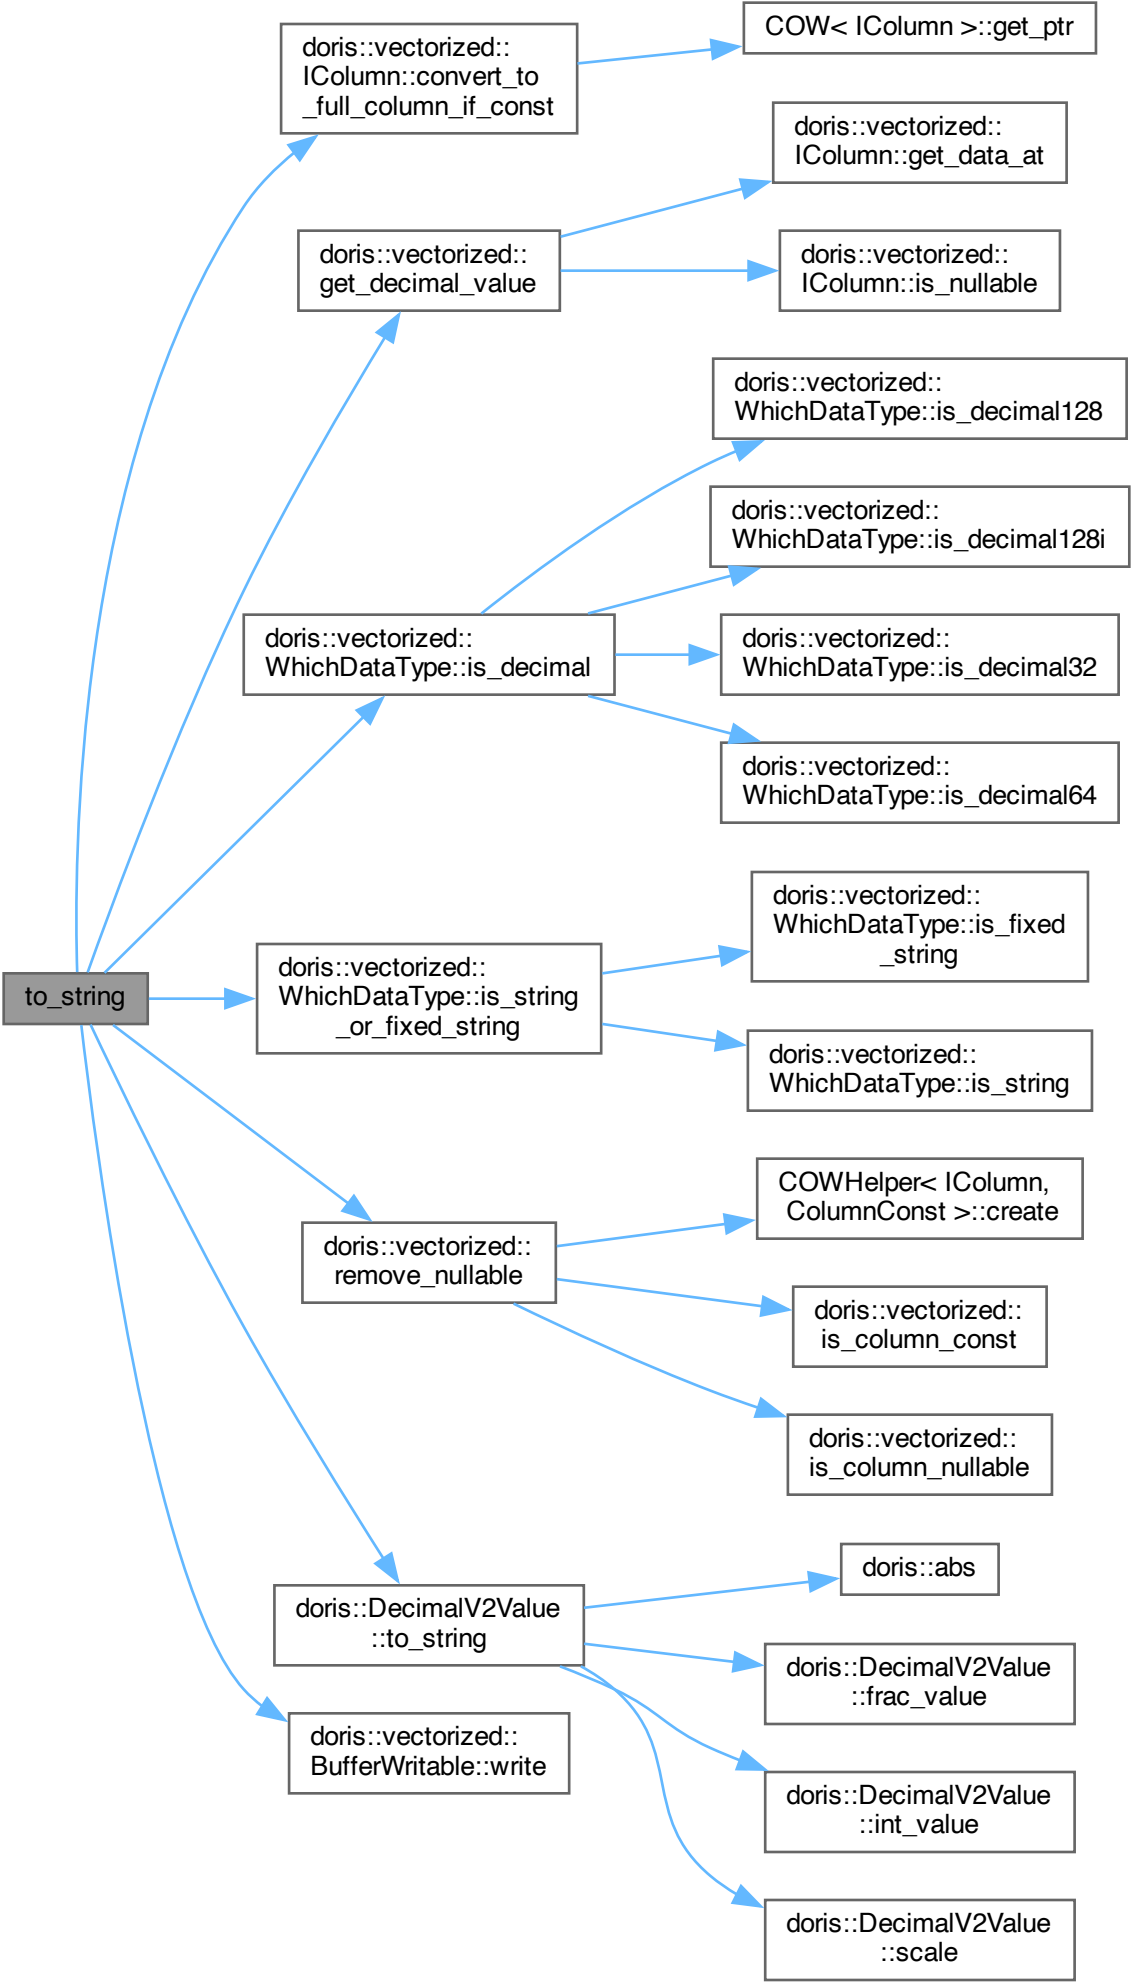 COW< IColumn >::get_ptr
doris::vectorized::
IColumn::convert_to
_full_column_if_const
doris::vectorized::
IColumn::get_data_at
doris::vectorized::
get_decimal_value
doris::vectorized::
IColumn::is_nullable
doris::vectorized::
WhichDataType::is_decimal128
doris::vectorized::
WhichDataType::is_decimal128i
doris::vectorized::
WhichDataType::is_decimal
doris::vectorized::
WhichDataType::is_decimal32
doris::vectorized::
WhichDataType::is_decimal64
doris::vectorized::
WhichDataType::is_fixed
_string
to_string
doris::vectorized::
WhichDataType::is_string
_or_fixed_string
doris::vectorized::
WhichDataType::is_string
COWHelper< IColumn,
ColumnConst >::create
doris::vectorized::
remove_nullable
doris::vectorized::
is_column_const
doris::vectorized::
is_column_nullable
doris::abs
doris::DecimalV2Value
::to_string
doris::DecimalV2Value
::frac_value
doris::vectorized::
BufferWritable::write
doris::DecimalV2Value
::int_value
doris::DecimalV2Value
::scale